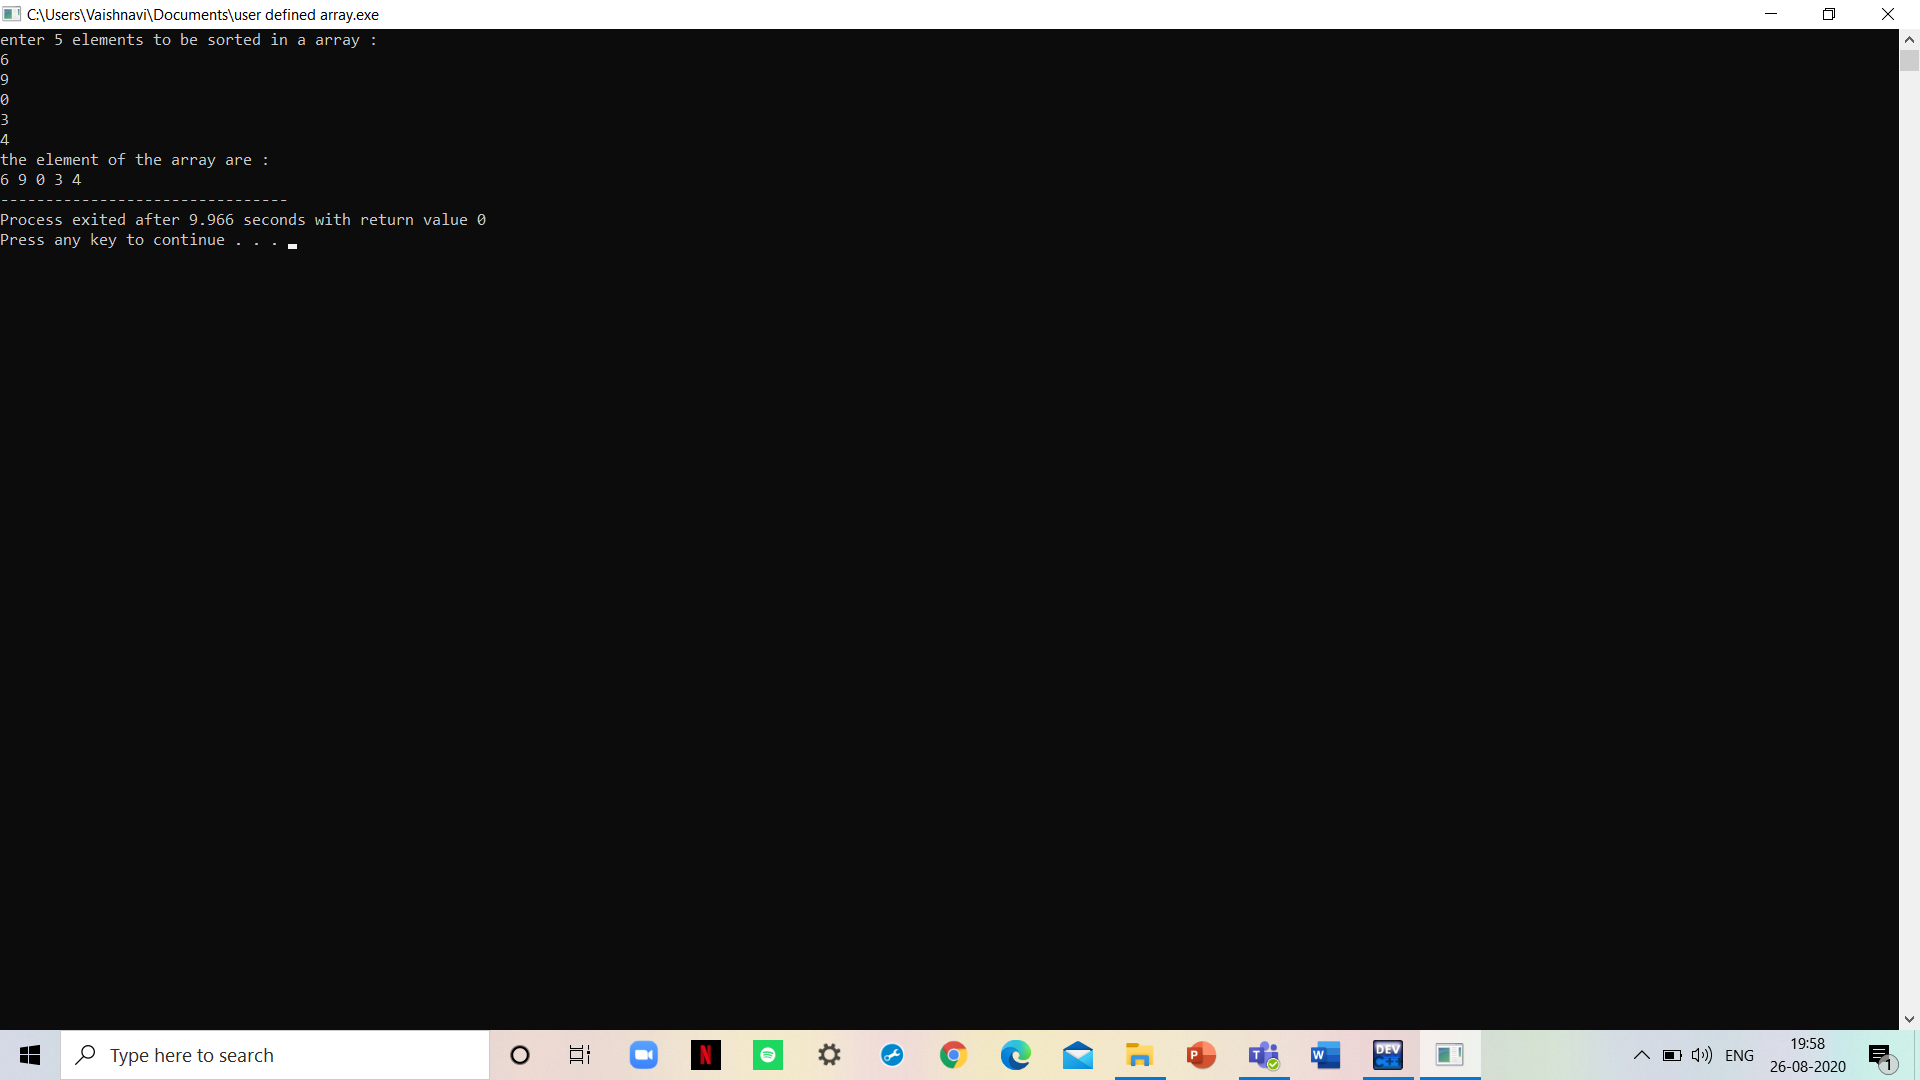 C:\Users\Vaishnavi\Documents\user defined array.exe
enter 5 elements to be sorted in a array :
6
9
0
3
4
the element of the array are :
6 9 0 3 4
--------------------------------
Process exited after 9.966 seconds with return value 0
Press any key to continue . . .
Type here to search
N
P
T
W
DEV
C++
ENG
19:58
26-08-2020
1